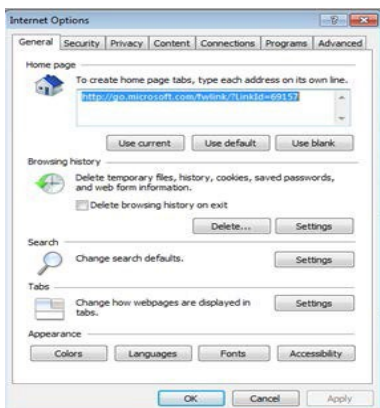 Internet Options
General Security Privacy Content Connections Programs Advanced
Home page
To create home page tabs, type each address on its own line.
http://go.microsoft.com/fwlink/?LinkId=69157
Use current Use default Use blank
Browsing history
Delete temporary files, history, cookies, saved passwords,
and web form information.
Delete browsing history on exit
Delete... Settings
Search
Change search defaults. Settings
Tabs
Change how webpages are displayed in
tabs. Settings
Appearance
Colors Languages Fonts Accessibility
OK Cancel Apply